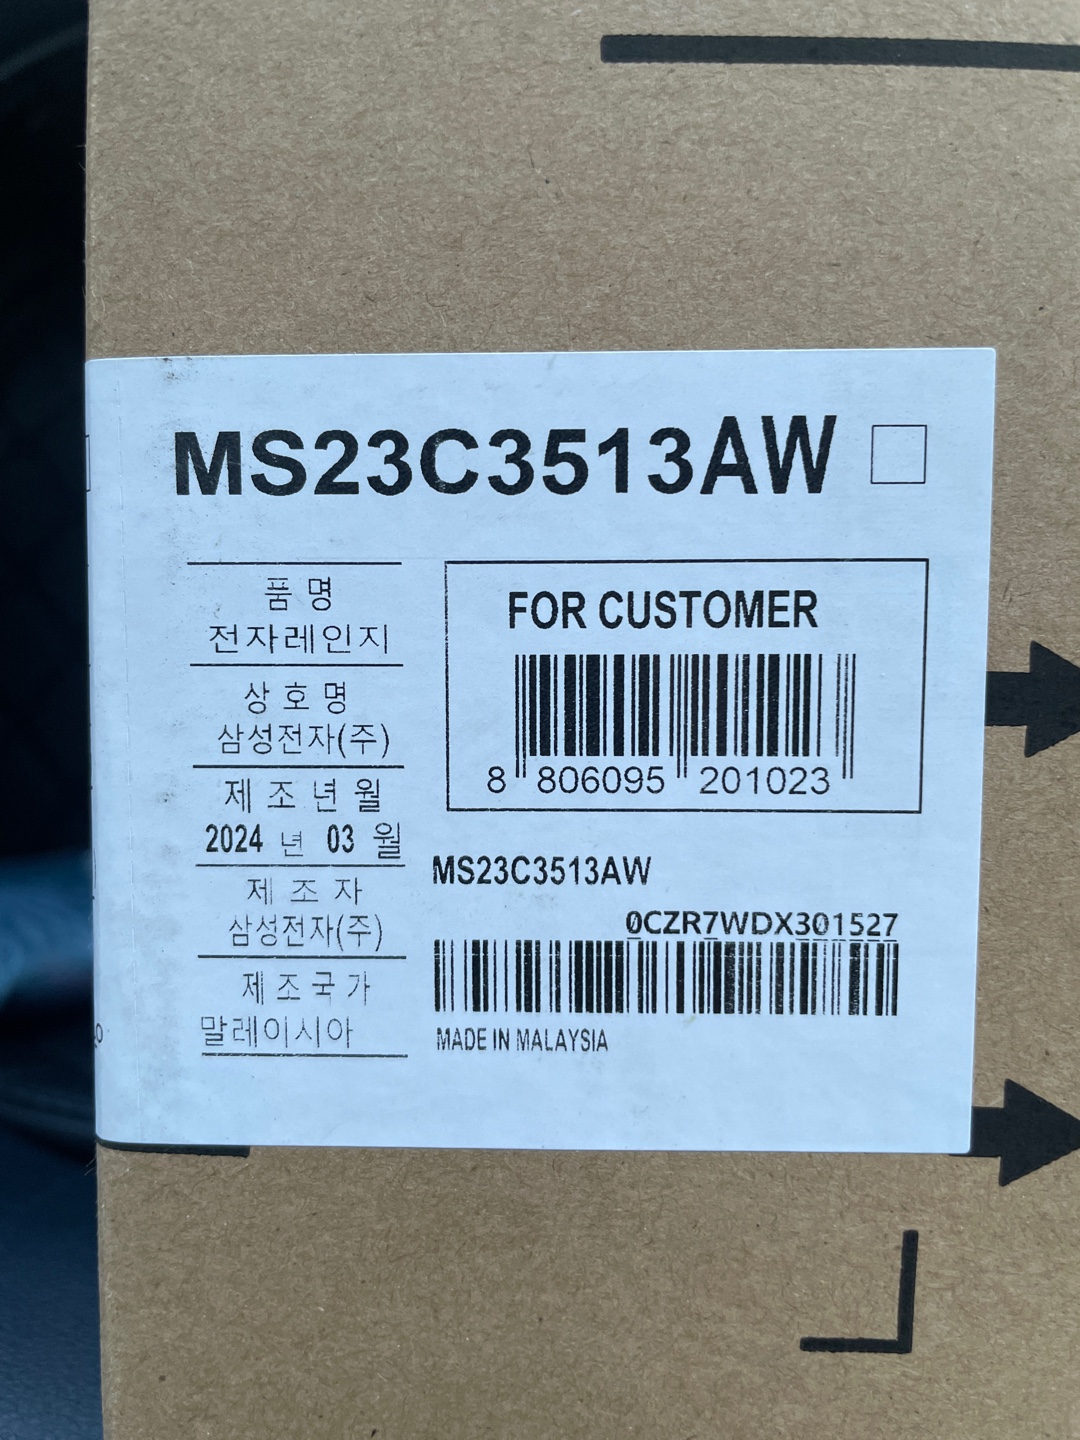 MS23C3513AW
품 명
전자레인지
상 호 명
삼성전자(주)
제 조 년 월
2024 년 03 월
제 조 자
삼성전자(주)
제 조 국 가
말레이시아
FOR CUSTOMER
8 806095 201023
MS23C3513AW
0CZR7WDX301527
MADE IN MALAYSIA